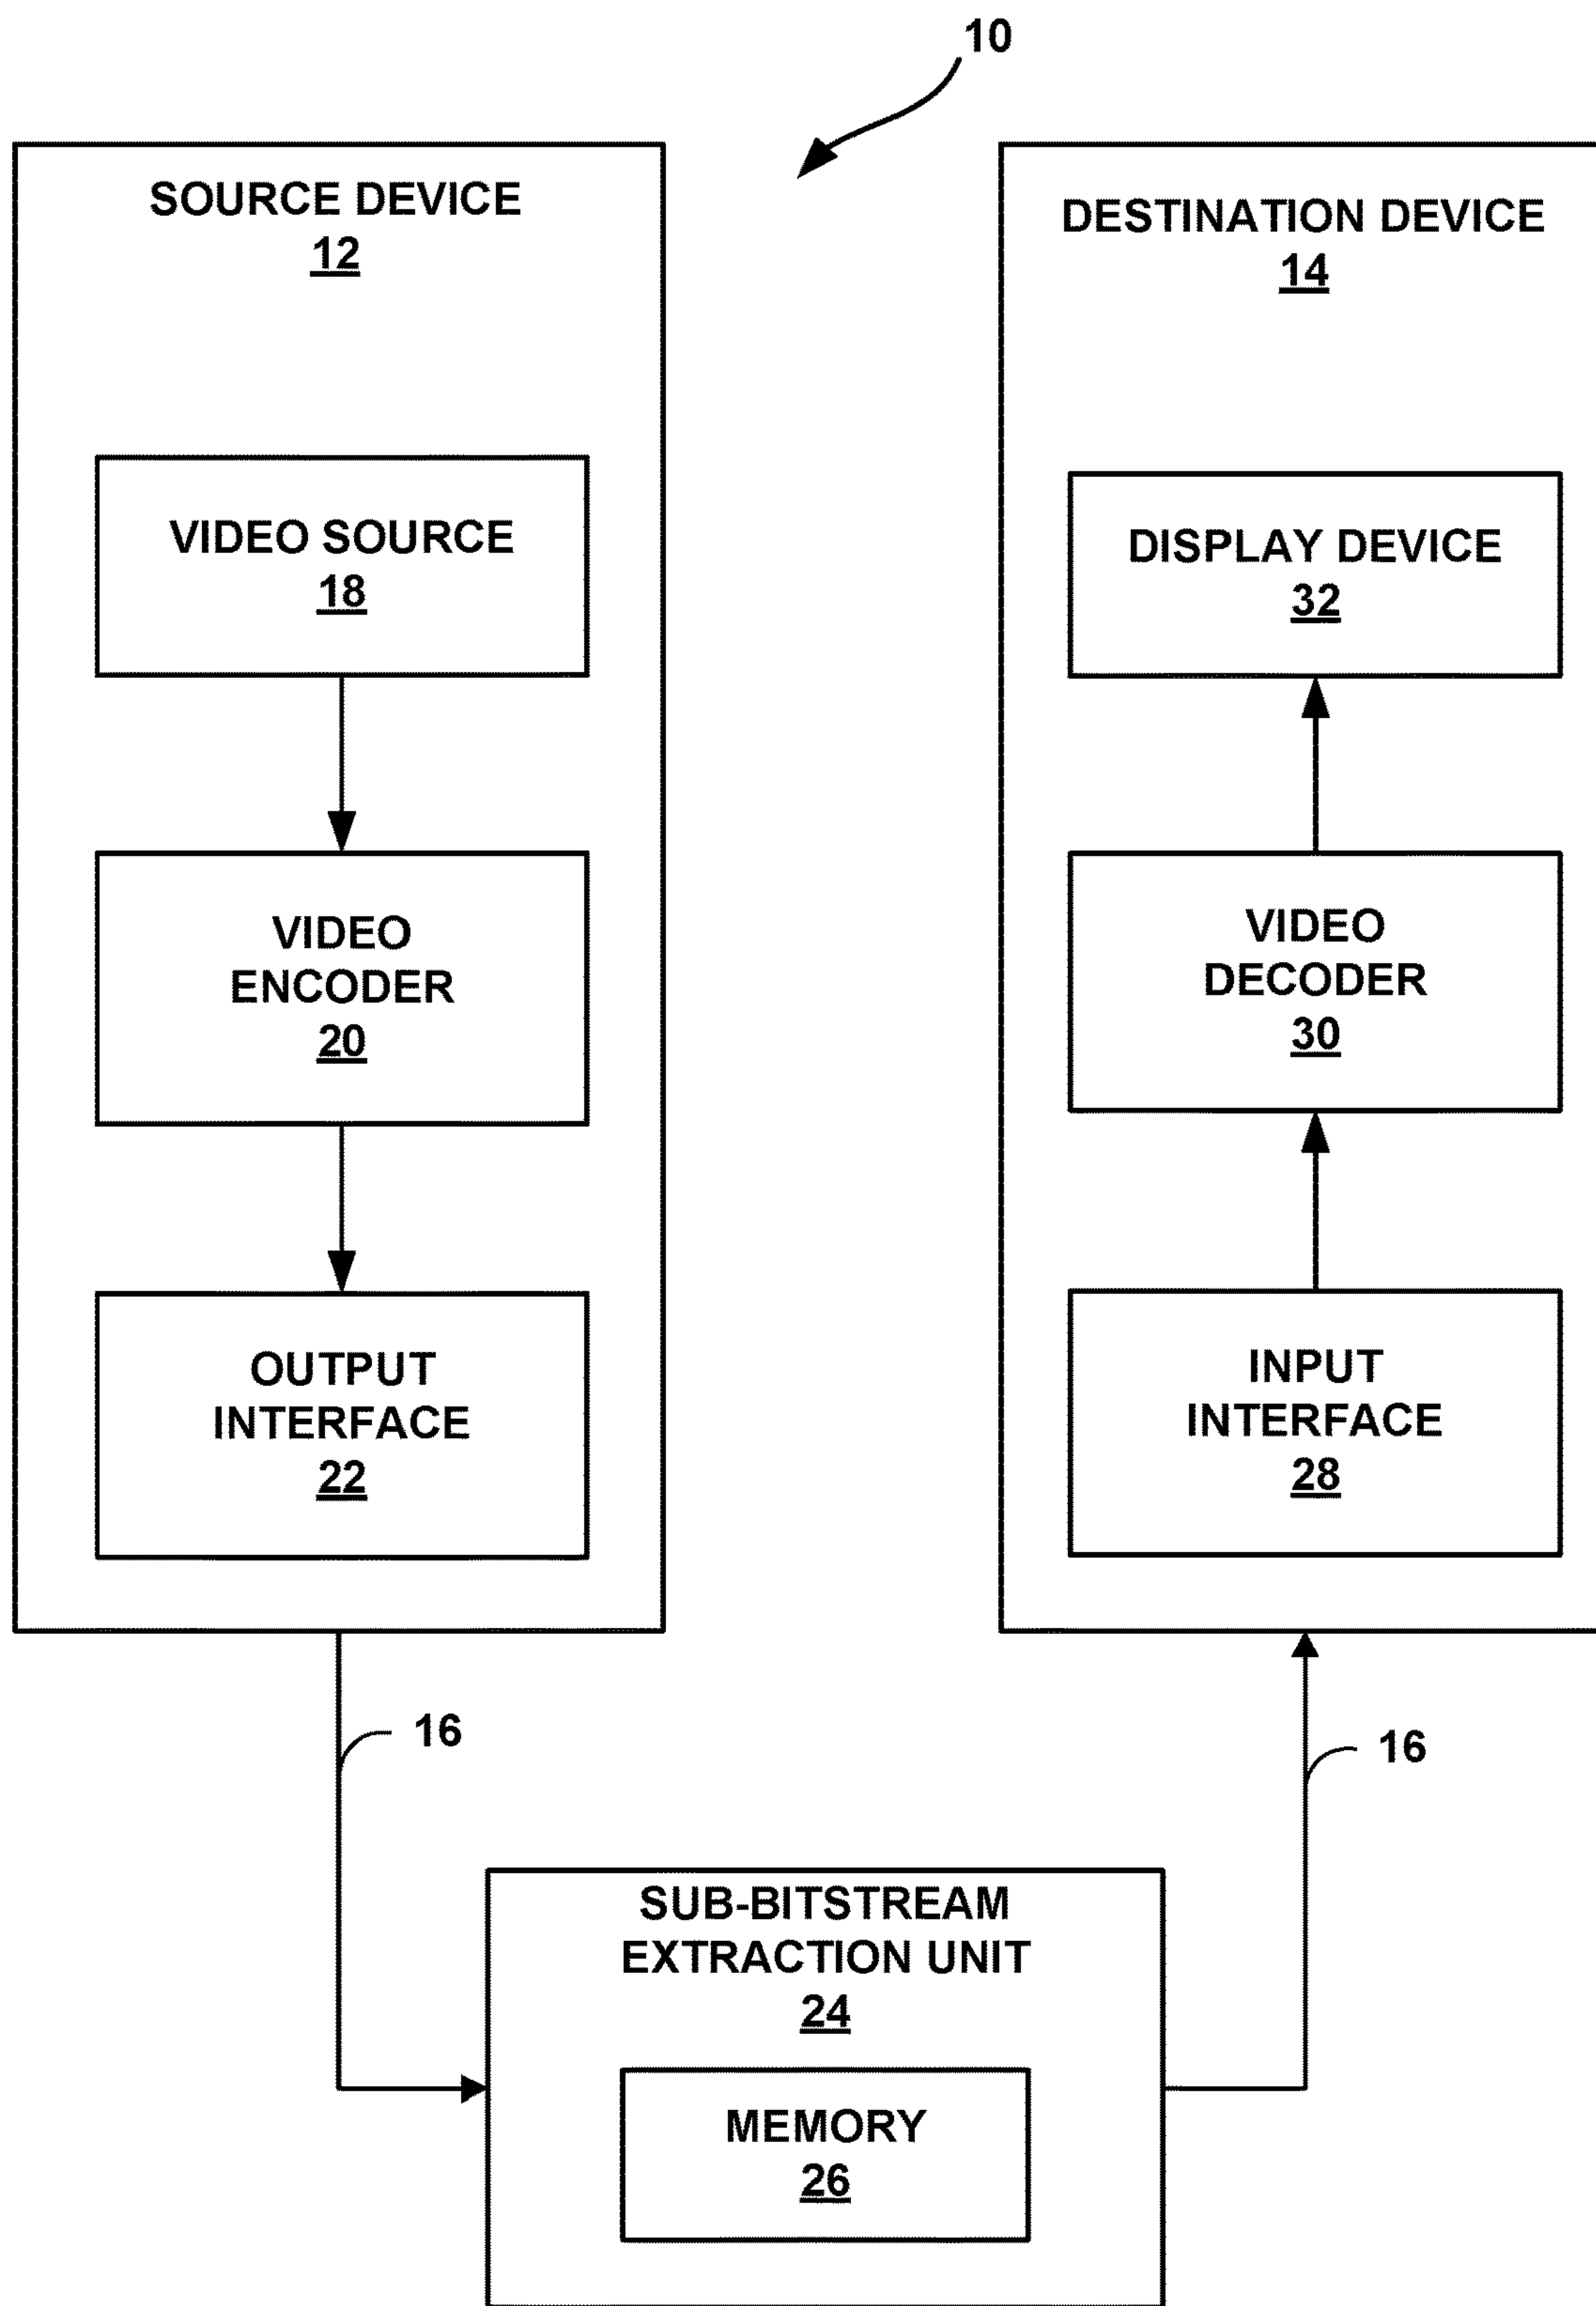 10
SOURCE DEVICE
12
VIDEO SOURCE
18
VIDEO
ENCODER
20
OUTPUT
INTERFACE
22
16
DESTINATION DEVICE
14
DISPLAY DEVICE
32
VIDEO
DECODER
30
INPUT
INTERFACE
28
16
SUB-BITSTREAM
EXTRACTION UNIT
24
MEMORY
26